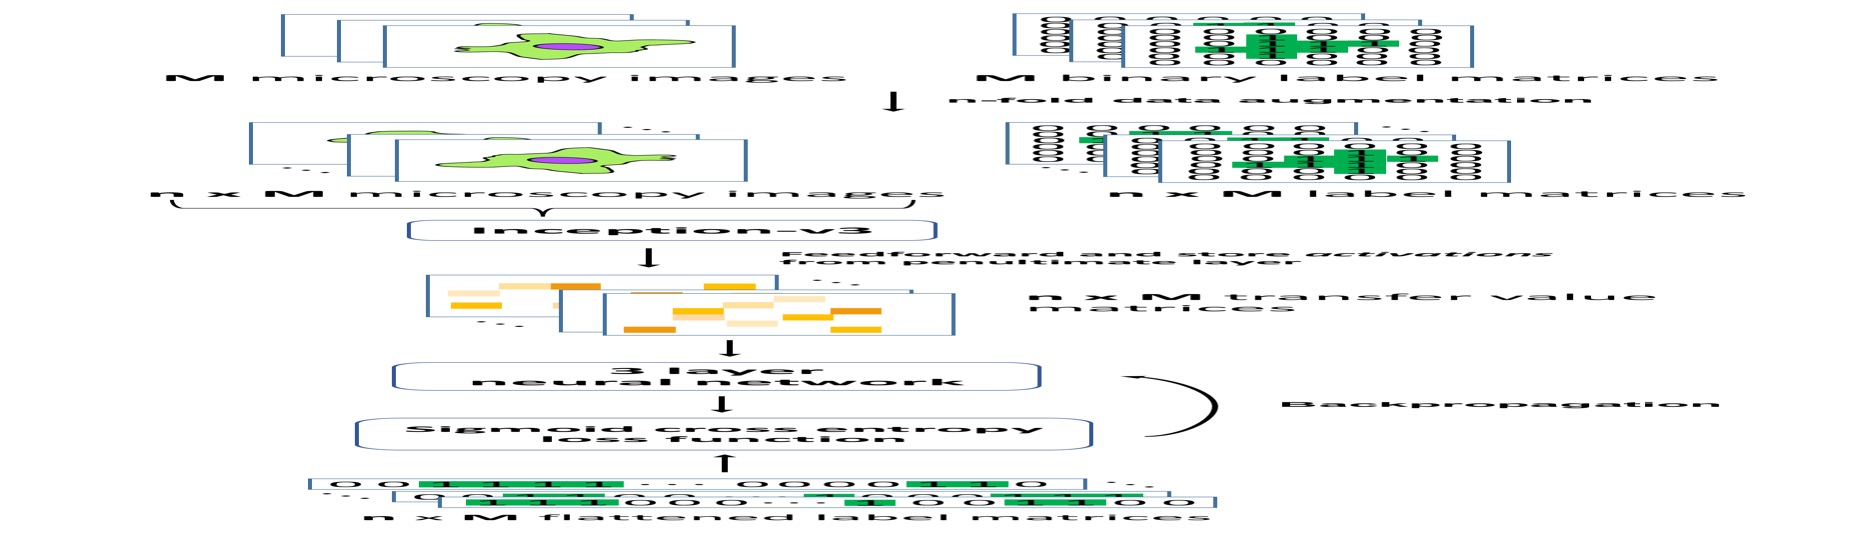 M microscopy images
M binary label matrices
n-fold data augmentation
n x M microscopy images
n x M label matrices
Inception-v3
Feedforward and store activations
from penultimate layer
n x M transfer value
matrices
3 layer
neural network
Backpropagation
Sigmoid cross entropy
loss function
0 0 1 1 1 1 ... 0 0 0 0 1 1 0
1 1 1 0 0 0 ... 1 0 0 1 1 0 0
n x M flattened label matrices